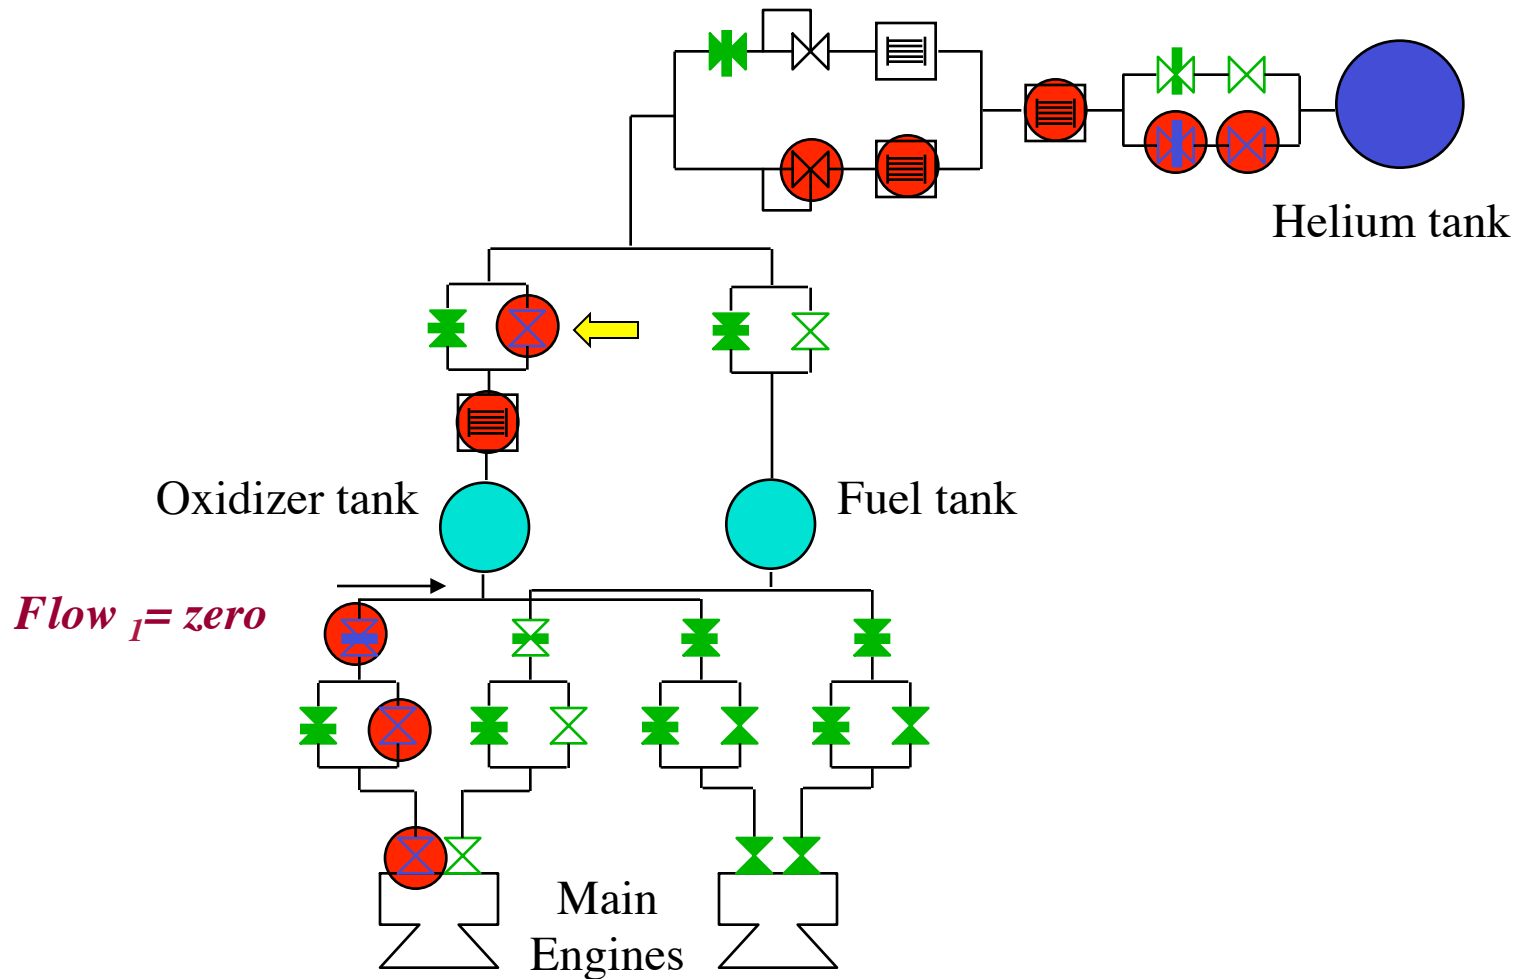 Helium tank
Oxidizer tank
Fuel tank
Flow 1= zero
Main
Engines